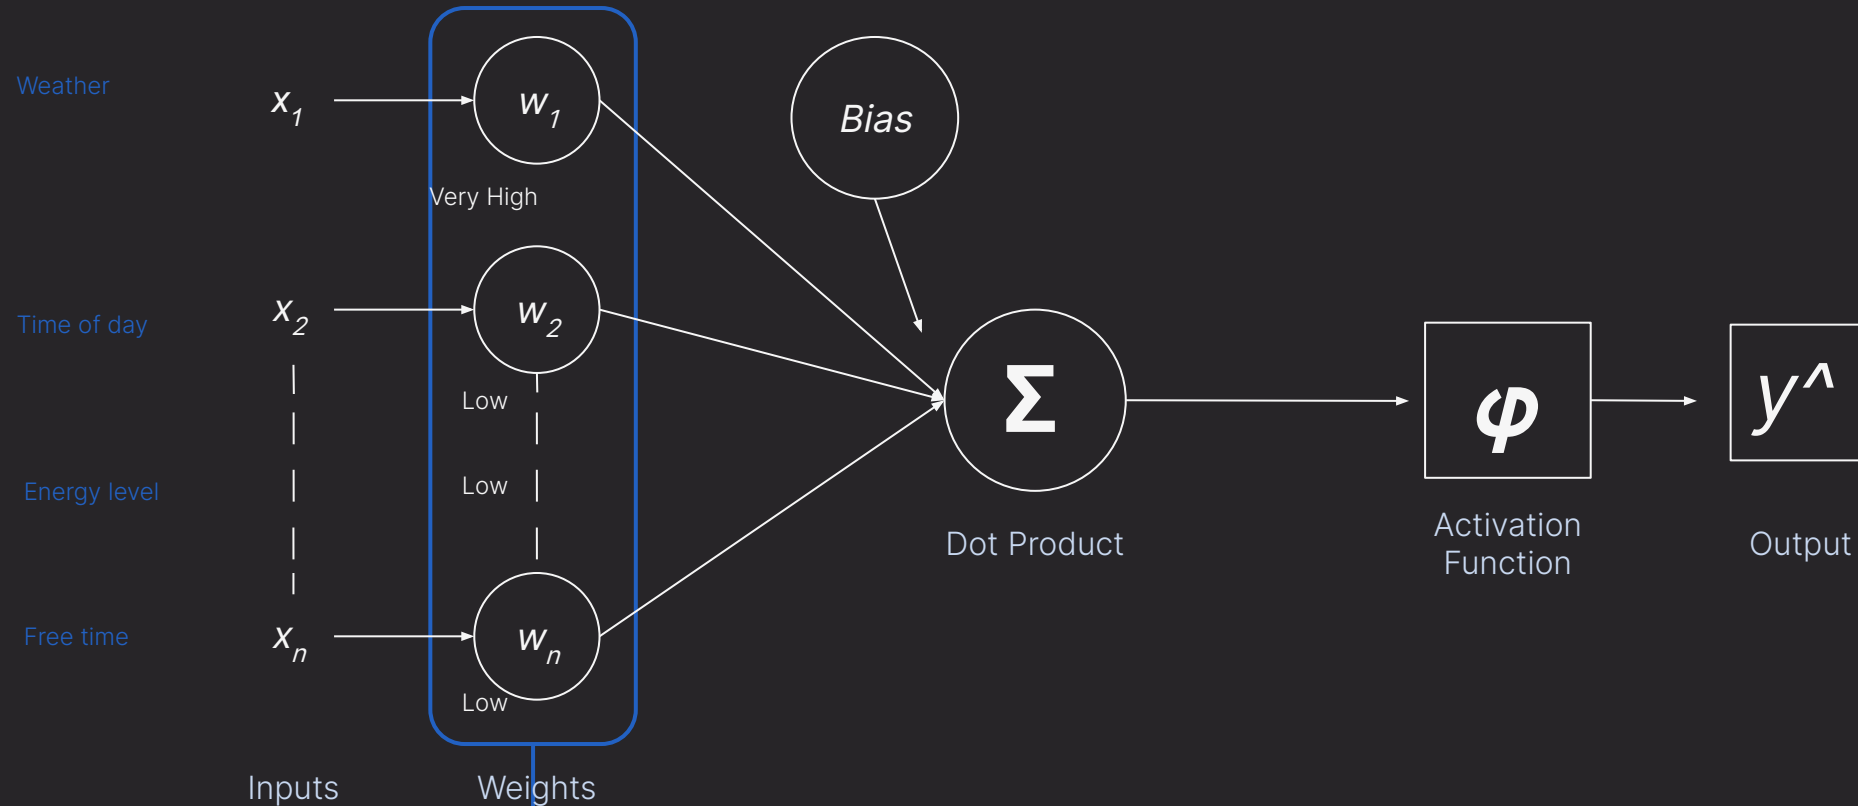 Weather
x1
w1
Bias
Very High
Time of day
x2
w2
Low
Σ
φ
y^
Energy level
Low
Dot Product
Activation
Function
Output
Free time
xn
wn
Low
Inputs
Weights